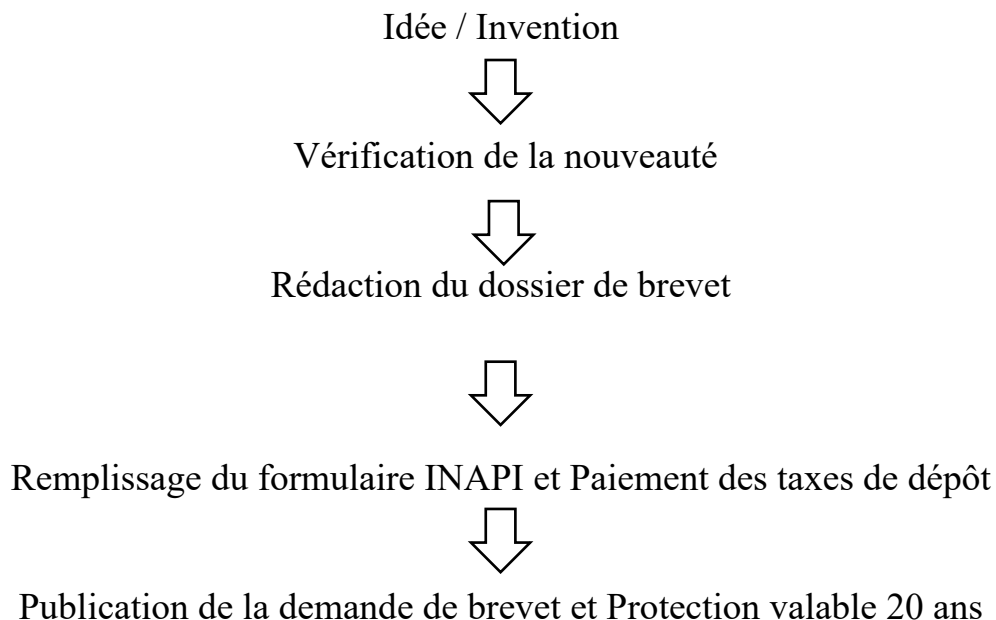 Idée / Invention
Vérification de la nouveauté
Rédaction du dossier de brevet
Remplissage du formulaire INAPI et Paiement des taxes de dépôt
Publication de la demande de brevet et Protection valable 20 ans